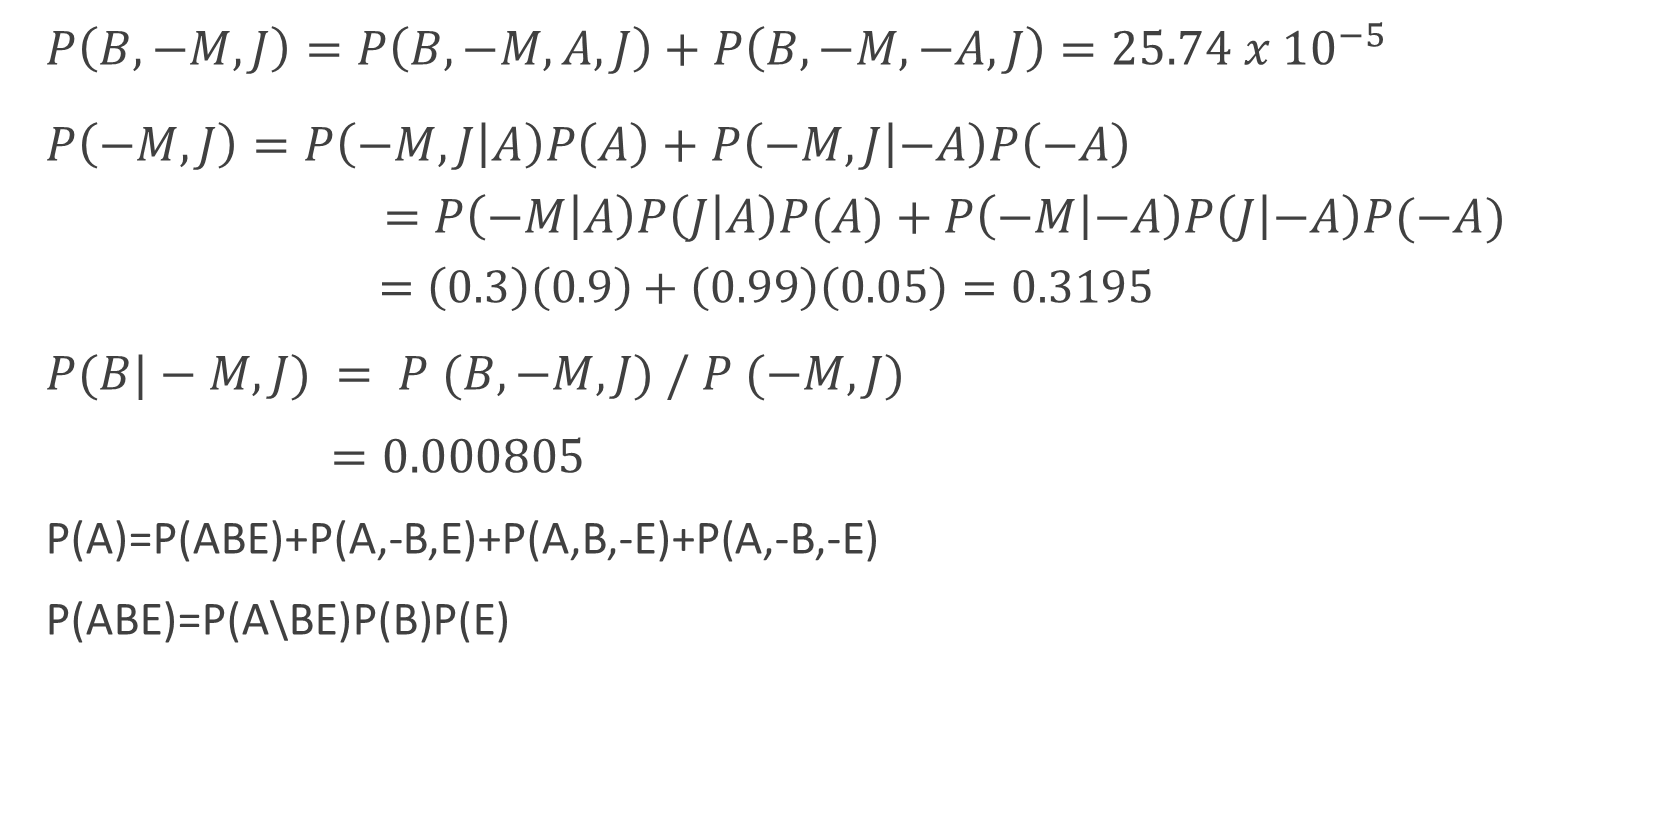 P(B, −M, J) = P(B, −M, A, J) + P(B, −M, −A, J) = 25.74 x 10⁻⁵
P(−M, J) = P(−M, J|A)P(A) + P(−M, J|−A)P(−A)
= P(−M|A)P(J|A)P(A) + P(−M|−A)P(J|−A)P(−A)
= (0.3)(0.9) + (0.99)(0.05) = 0.3195
P(B| − M, J) = P (B, −M, J) / P (−M, J)
= 0.000805
P(A)=P(ABE)+P(A,-B,E)+P(A,B,-E)+P(A,-B,-E)
P(ABE)=P(A\BE)P(B)P(E)